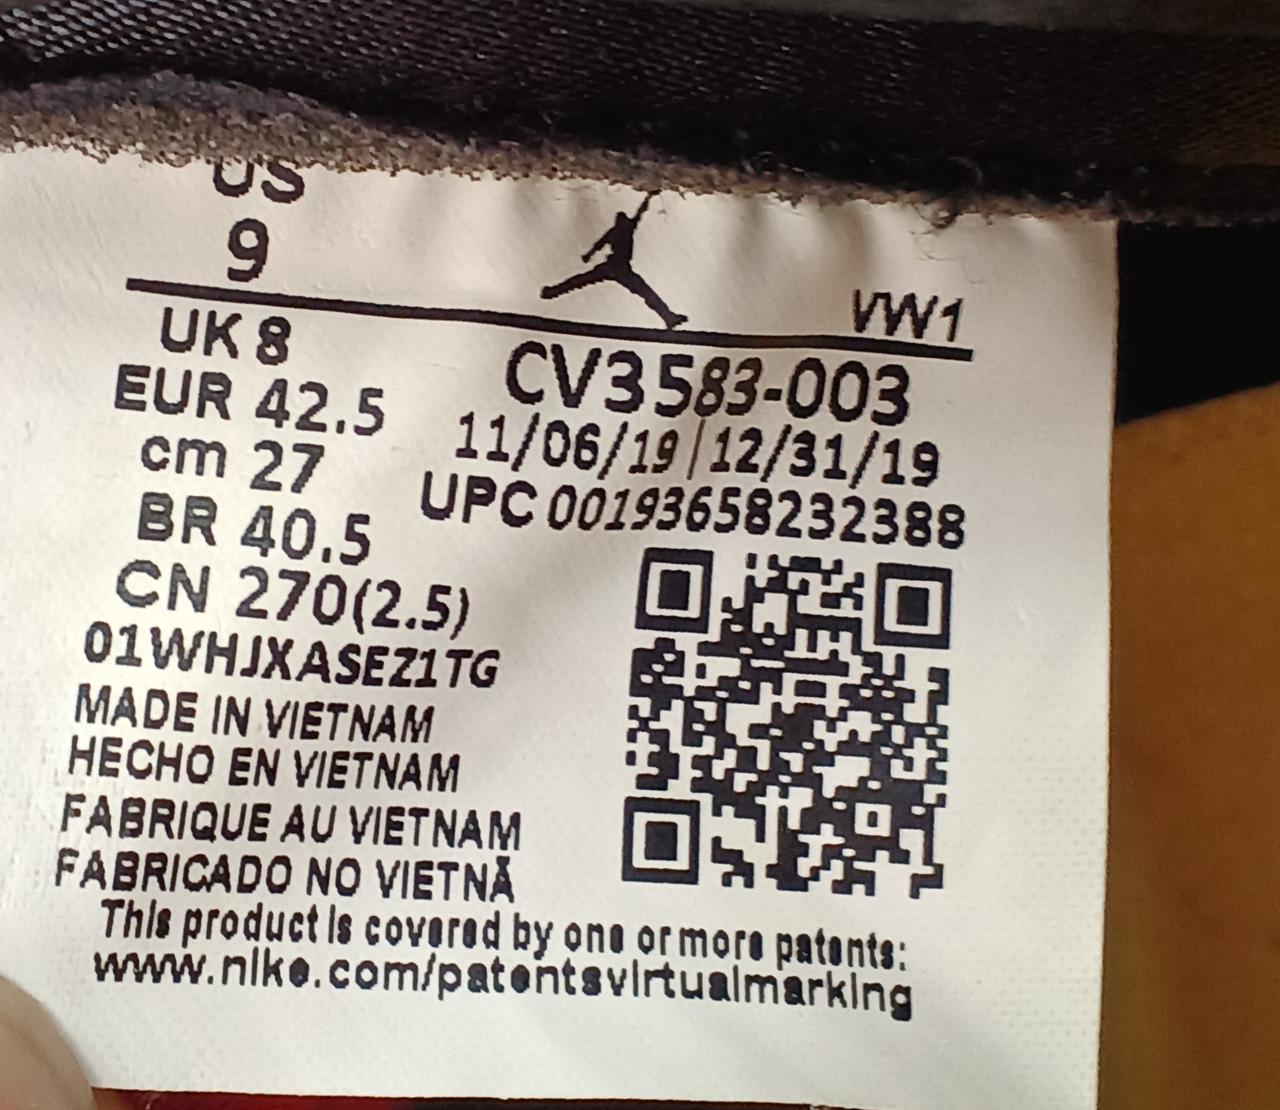 US
9
VW1
UK 8
CV3583-003
EUR 42.5
11/06/19|12/31/19
cm 27
UPC 00193658232388
BR 40.5
CN 270(2.5)
01WHJXASEZ1TG
MADE IN VIETNAM
HECHO EN VIETNAM
FABRIQUE AU VIETNAM
FABRICADO NO VIETNÃ
This product is covered by one or more patents:
www.nike.com/patentsvirtualmarking